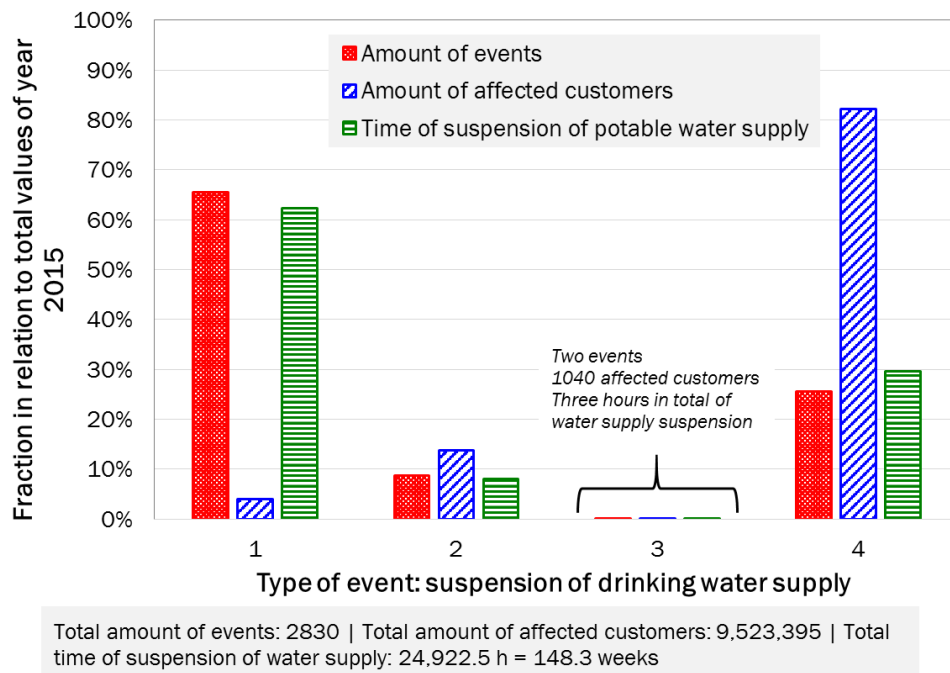 100%
90%
80%
70%
60%
50%
40%
30%
20%
10%
0%
Fraction in relation to total values of year
2015
Amount of events
Amount of affected customers
Time of suspension of potable water supply
Two events
1040 affected customers
Three hours in total of
water supply suspension
1 2 3 4
Type of event: suspension of drinking water supply
Total amount of events: 2830 | Total amount of affected customers: 9,523,395 | Total
time of suspension of water supply: 24,922.5 h = 148.3 weeks